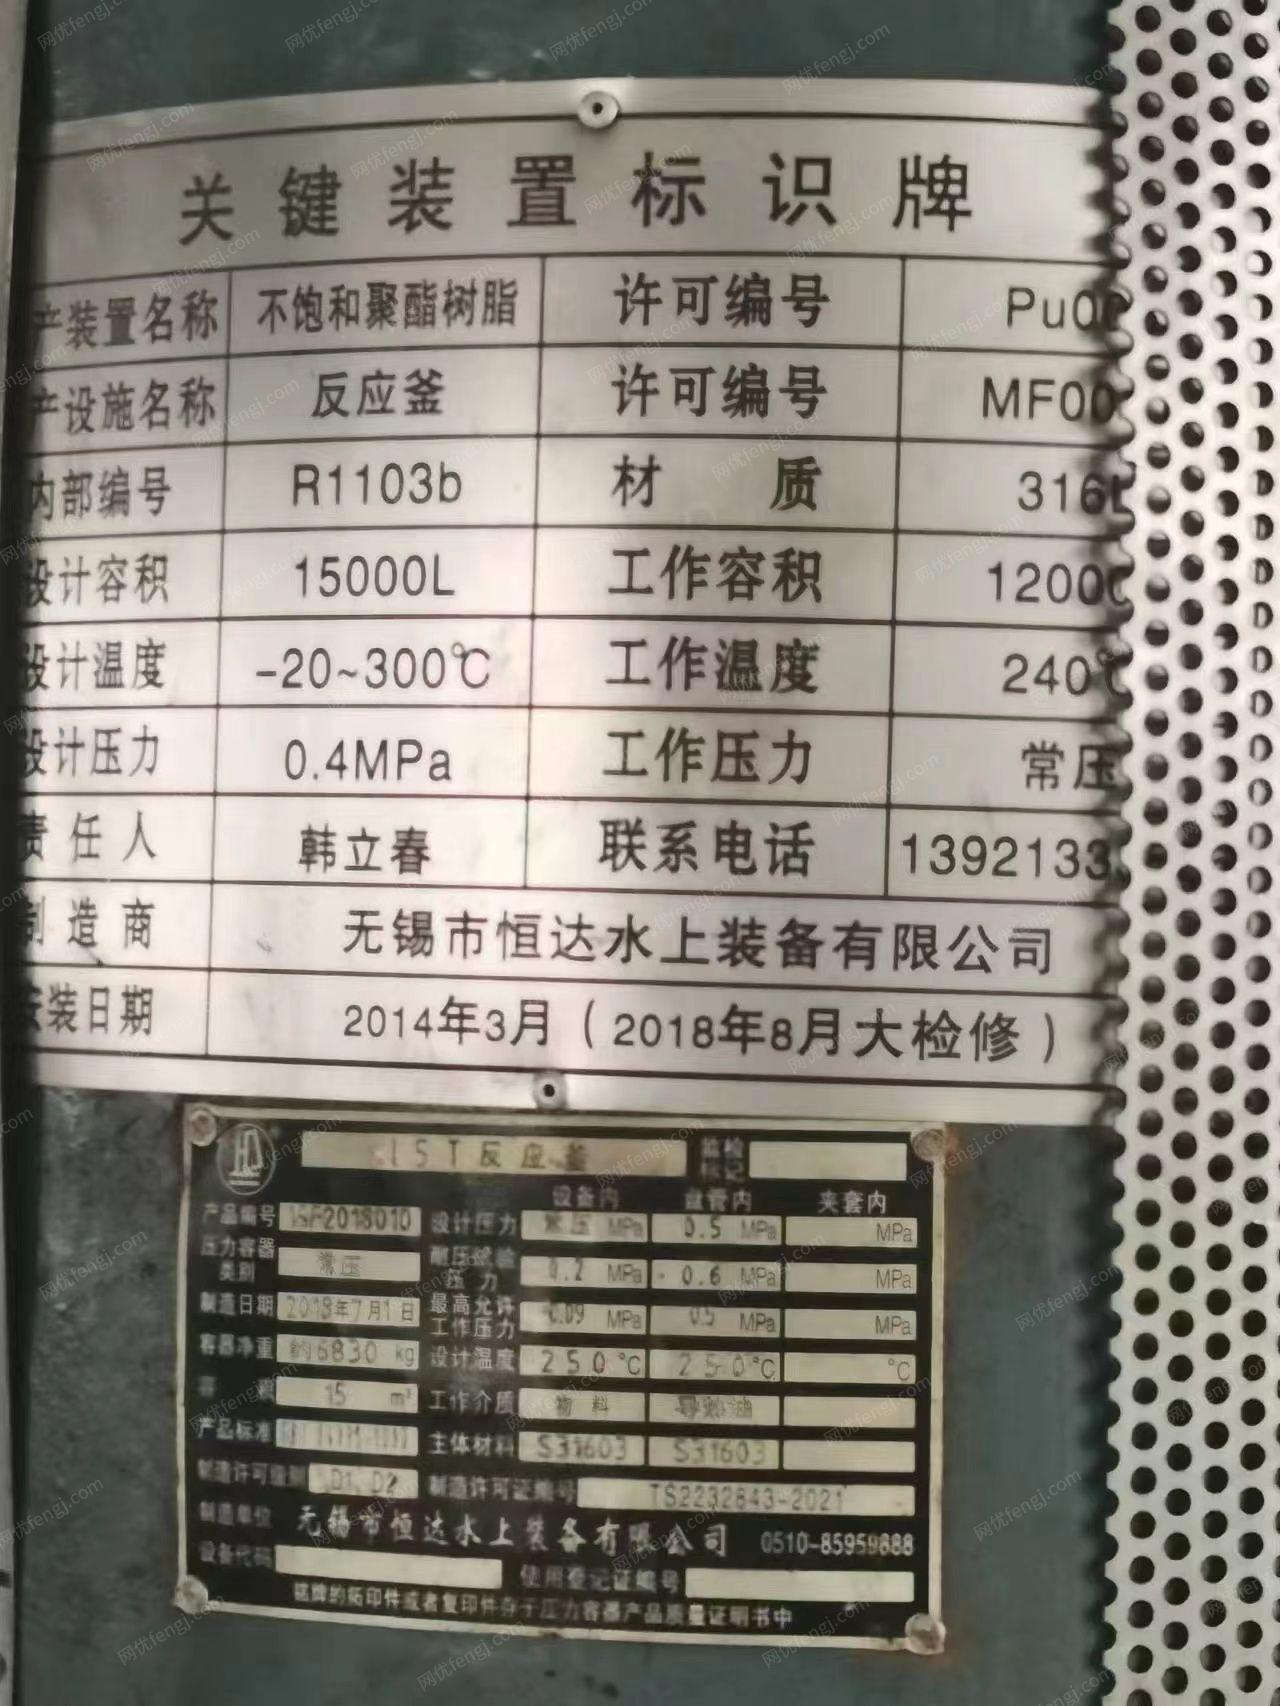 关键装置标识牌
产装置名称 不饱和聚酯树脂 许可编号 Pu00
产设施名称 反应釜 许可编号 MF00
内部编号 R1103b 材 质 316L
设计容积 15000L 工作容积 1200
设计温度 -20~300℃ 工作温度 240℃
设计压力 0.4MPa 工作压力 常压
责任人 韩立春 联系电话 1392133
制造商 无锡市恒达水上装备有限公司
安装日期 2014年3月（2018年8月大检修）
15T反应釜 监检标记
设备内 盘管内 夹套内
产品编号 2018010 设计压力 常压 MPa 0.5 MPa MPa
压力容器类别 常压 耐压试验压力 0.2 MPa 0.6 MPa MPa
制造日期 2018年7月1日 最高允许工作压力 0.09 MPa 0.5 MPa MPa
容器净重 约6830 kg 设计温度 250℃ 250℃ ℃
容积 15 m³ 工作介质 物料 导热油
产品标准 主体材料 S31603 S31603
制造许可级别 D1、D2 制造许可证编号 TS2232843-2021
制造单位 无锡市恒达水上装备有限公司 0510-85959888
设备代码 使用登记证编号
铭牌的拓印件或者复印件存于压力容器产品质量证明书中
网优fengj.com